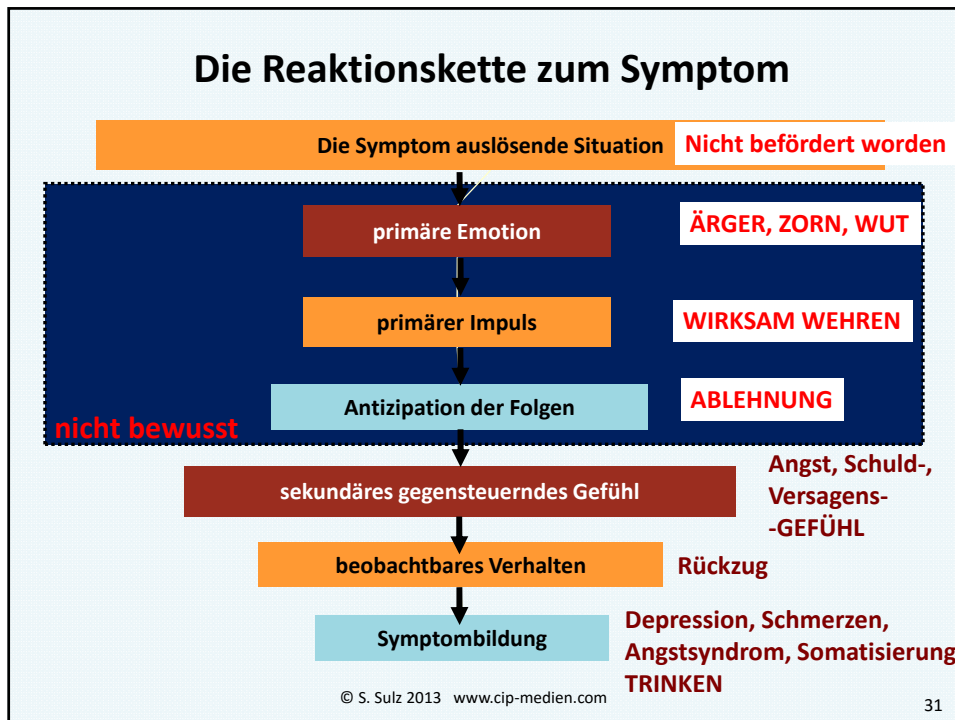 Die Reaktionskette zum Symptom
Die Symptom auslösende Situation
Nicht befördert worden
primäre Emotion
ÄRGER, ZORN, WUT
primärer Impuls
WIRKSAM WEHREN
Antizipation der Folgen
ABLEHNUNG
nicht bewusst
sekundäres gegensteuerndes Gefühl
Angst, Schuld-,
Versagens-
-GEFÜHL
beobachtbares Verhalten
Rückzug
Symptombildung
Depression, Schmerzen,
Angstsyndrom, Somatisierung
TRINKEN
© S. Sulz 2013 www.cip-medien.com
31